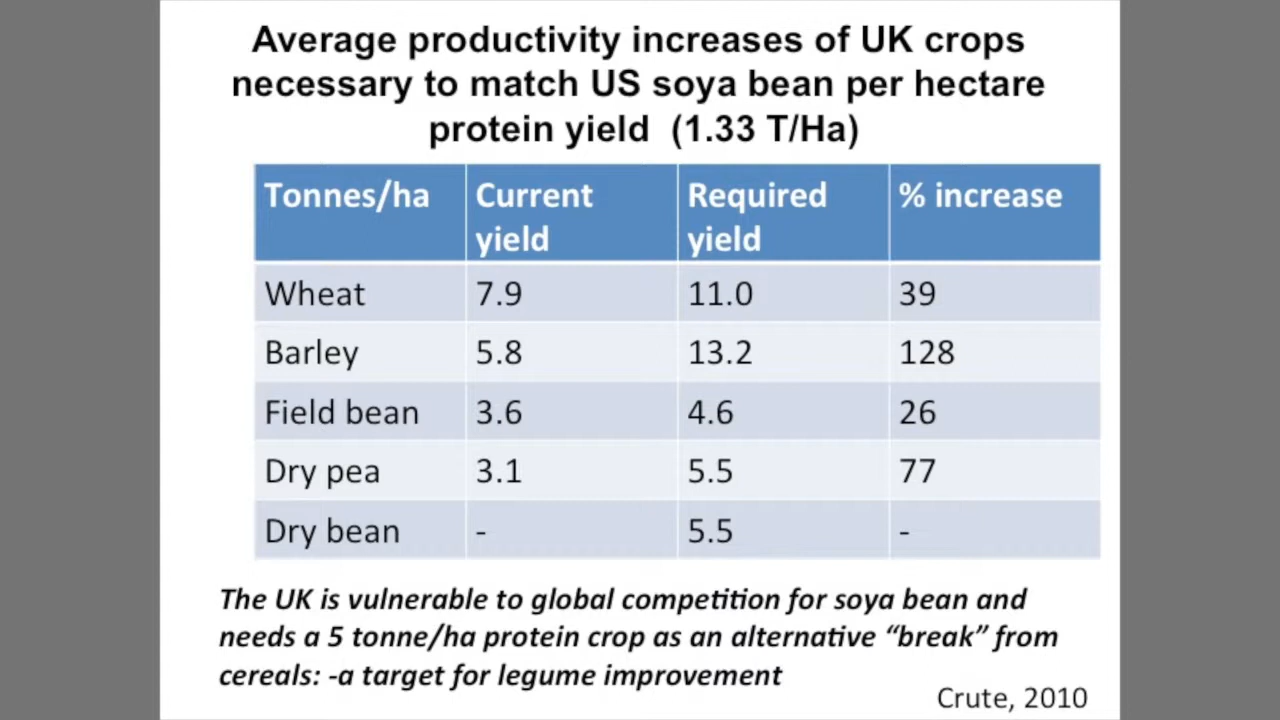 Average productivity increases of UK crops
necessary to match US soya bean per hectare
protein yield (1.33 T/Ha)
Tonnes/ha Current yield Required yield % increase
Wheat 7.9 11.0 39
Barley 5.8 13.2 128
Field bean 3.6 4.6 26
Dry pea 3.1 5.5 77
Dry bean - 5.5 -
The UK is vulnerable to global competition for soya bean and
needs a 5 tonne/ha protein crop as an alternative “break” from
cereals: -a target for legume improvement
Crute, 2010